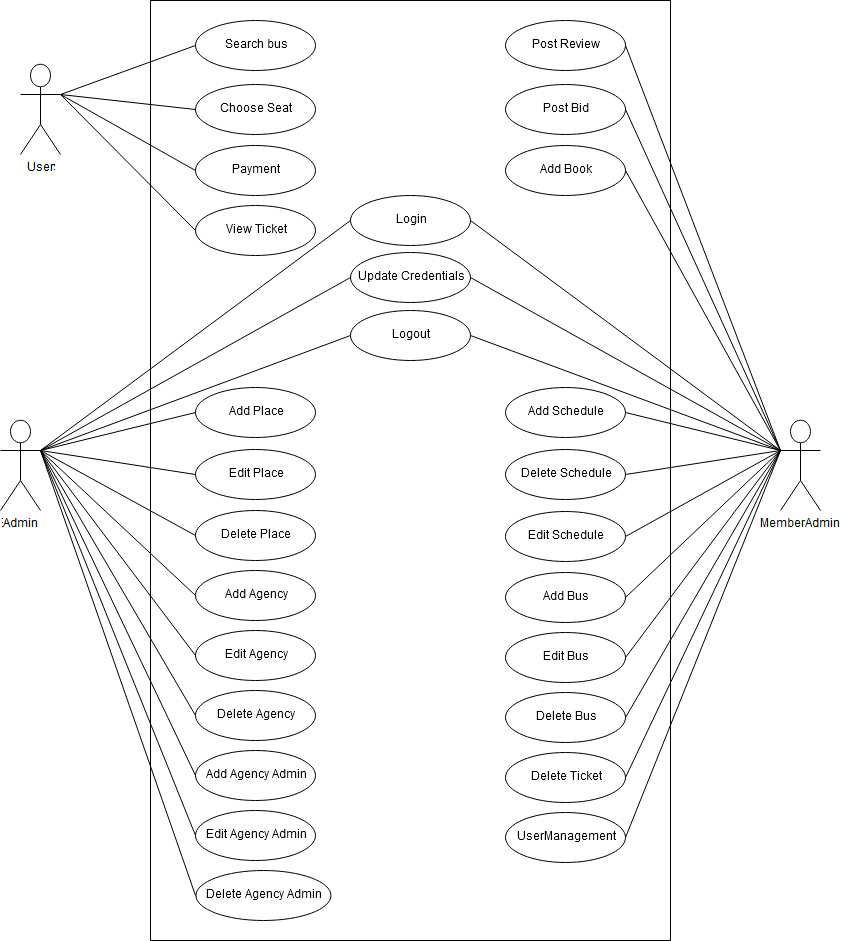 Search bus
Post Review
Choose Seat
Post Bid
User
Payment
Add Book
Login
View Ticket
Update Credentials
Logout
Add Place
Add Schedule
Edit Place
Delete Schedule
:Admin
MemberAdmin
Delete Place
Edit Schedule
Add Agency
Add Bus
Edit Agency
Edit Bus
Delete Agency
Delete Bus
Add Agency Admin
Delete Ticket
Edit Agency Admin
UserManagement
Delete Agency Admin